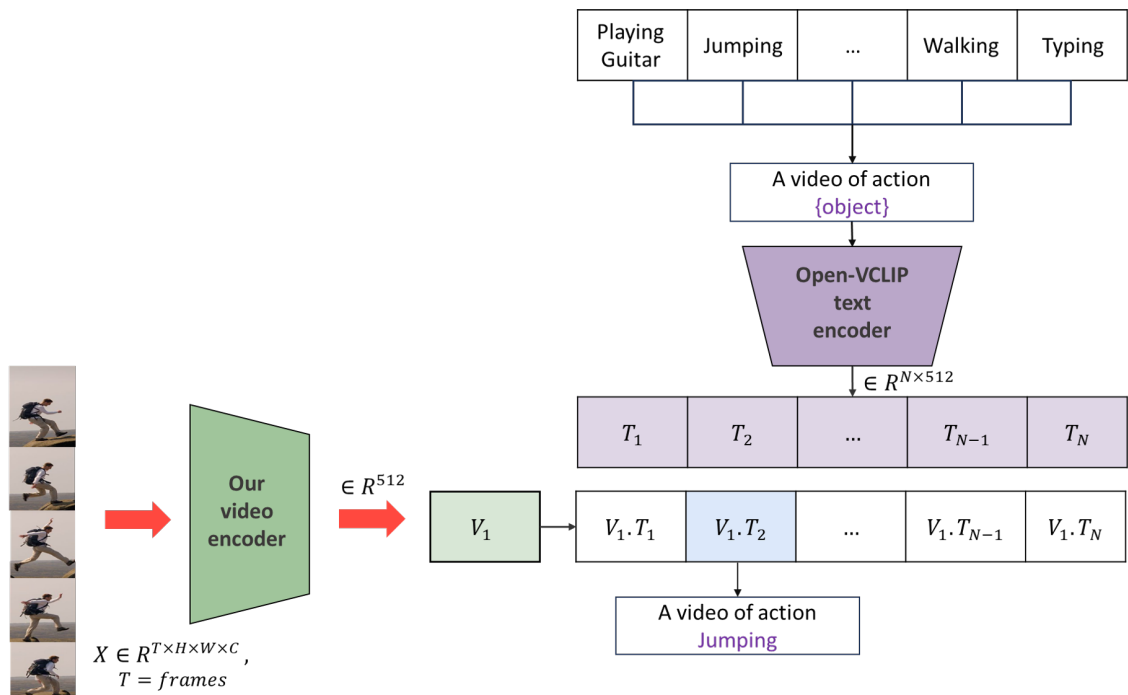 Playing
Guitar
Jumping
...
Walking
Typing
A video of action
{object}
Open-VCLIP
text
encoder
∈ R^{N×512}
T_1
T_2
...
T_{N-1}
T_N
Our
video
encoder
∈ R^{512}
V_1
V_1.T_1
V_1.T_2
...
V_1.T_{N-1}
V_1.T_N
A video of action
Jumping
X ∈ R^{T×H×W×C},
T = frames